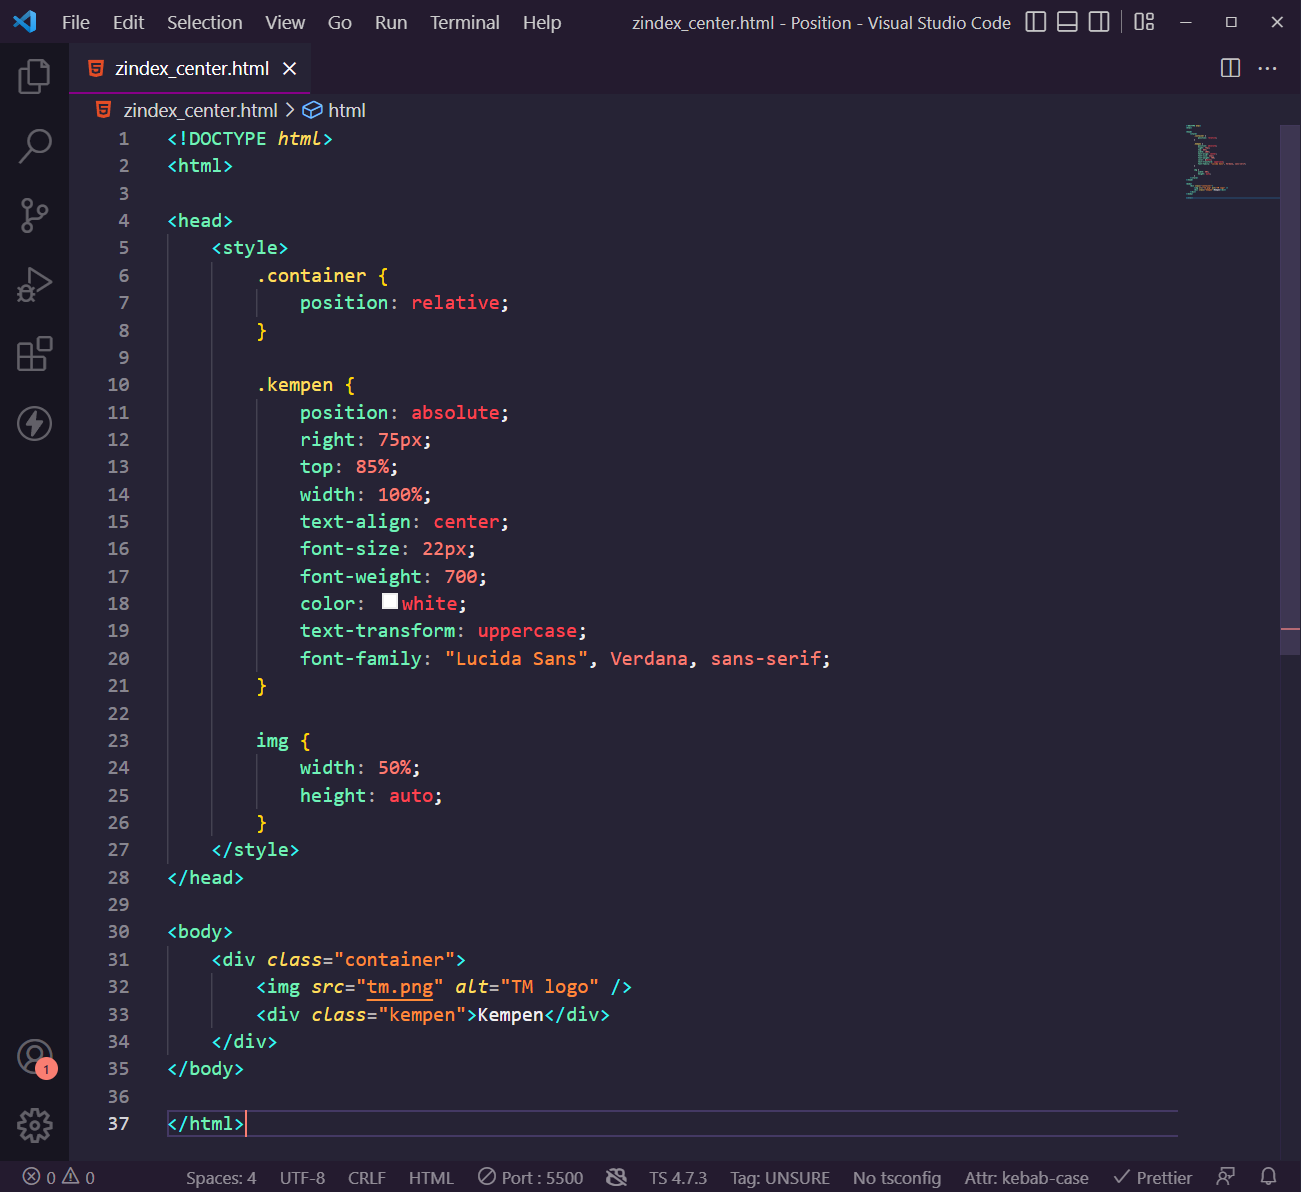 File Edit Selection View Go Run Terminal Help zindex_center.html - Position - Visual Studio Code
zindex_center.html
zindex_center.html > html
1 <!DOCTYPE html>
2 <html>
3
4 <head>
5 <style>
6 .container {
7 position: relative;
8 }
9
10 .kempen {
11 position: absolute;
12 right: 75px;
13 top: 85%;
14 width: 100%;
15 text-align: center;
16 font-size: 22px;
17 font-weight: 700;
18 color: white;
19 text-transform: uppercase;
20 font-family: "Lucida Sans", Verdana, sans-serif;
21 }
22
23 img {
24 width: 50%;
25 height: auto;
26 }
27 </style>
28 </head>
29
30 <body>
31 <div class="container">
32 <img src="tm.png" alt="TM logo" />
33 <div class="kempen">Kempen</div>
34 </div>
35 </body>
36
37 </html>
1
0 0 Spaces: 4 UTF-8 CRLF HTML Port : 5500 TS 4.7.3 Tag: UNSURE No tsconfig Attr: kebab-case Prettier